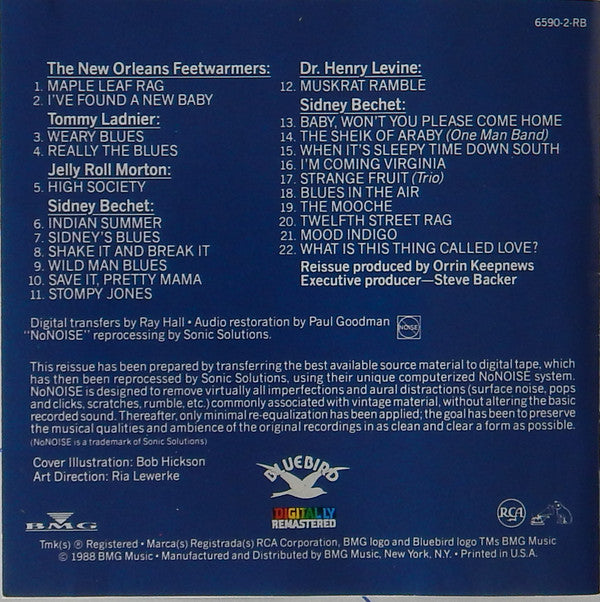 6590-2-RB
The New Orleans Feetwarmers:
1. MAPLE LEAF RAG
2. I'VE FOUND A NEW BABY
Tommy Ladnier:
3. WEARY BLUES
4. REALLY THE BLUES
Jelly Roll Morton:
5. HIGH SOCIETY
Sidney Bechet:
6. INDIAN SUMMER
7. SIDNEY'S BLUES
8. SHAKE IT AND BREAK IT
9. WILD MAN BLUES
10. SAVE IT, PRETTY MAMA
11. STOMPY JONES
Dr. Henry Levine:
12. MUSKRAT RAMBLE
Sidney Bechet:
13. BABY, WON'T YOU PLEASE COME HOME
14. THE SHEIK OF ARABY (One Man Band)
15. WHEN IT'S SLEEPY TIME DOWN SOUTH
16. I'M COMING VIRGINIA
17. STRANGE FRUIT (Trio)
18. BLUES IN THE AIR
19. THE MOOCHE
20. TWELFTH STREET RAG
21. MOOD INDIGO
22. WHAT IS THIS THING CALLED LOVE?
Reissue produced by Orrin Keepnews
Executive producer—Steve Backer
Digital transfers by Ray Hall • Audio restoration by Paul Goodman
"NoNOISE" reprocessing by Sonic Solutions.
NOISE
This reissue has been prepared by transferring the best available source material to digital tape, which
has then been reprocessed by Sonic Solutions, using their unique computerized NoNOISE system.
NoNOISE is designed to remove virtually all imperfections and aural distractions (surface noise, pops
and clicks, scratches, rumble, etc.) commonly associated with vintage material, without altering the basic
recorded sound. Thereafter, only minimal re-equalization has been applied; the goal has been to preserve
the musical qualities and ambience of the original recordings in as clean and clear a form as possible.
(NoNOISE is a trademark of Sonic Solutions)
Cover Illustration: Bob Hickson
Art Direction: Ria Lewerke
BLUEBIRD
DIGITALLY
REMASTERED
BMG
RCA
Tmk(s) ® Registered • Marca(s) Registrada(s) RCA Corporation, except BMG logo and Bluebird logo TMs BMG Music
© 1988 BMG Music • Manufactured and Distributed by BMG Music, New York, N.Y. • Printed in U.S.A.